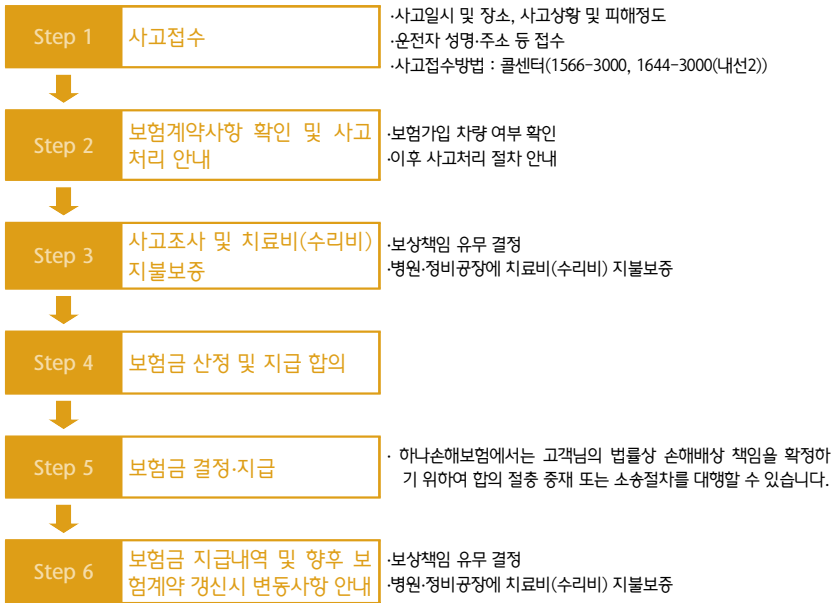 Step 1
사고접수
·사고일시 및 장소, 사고상황 및 피해정도
·운전자 성명·주소 등 접수
·사고접수방법 : 콜센터(1566-3000, 1644-3000(내선2))
Step 2
보험계약사항 확인 및 사고
처리 안내
·보험가입 차량 여부 확인
·이후 사고처리 절차 안내
Step 3
사고조사 및 치료비(수리비)
지불보증
·보상책임 유무 결정
·병원·정비공장에 치료비(수리비) 지불보증
Step 4
보험금 산정 및 지급 합의
Step 5
보험금 결정·지급
· 하나손해보험에서는 고객님의 법률상 손해배상 책임을 확정하
기 위하여 합의 절충 중재 또는 소송절차를 대행할 수 있습니다.
Step 6
보험금 지급내역 및 향후 보
험계약 갱신시 변동사항 안내
·보상책임 유무 결정
·병원·정비공장에 치료비(수리비) 지불보증